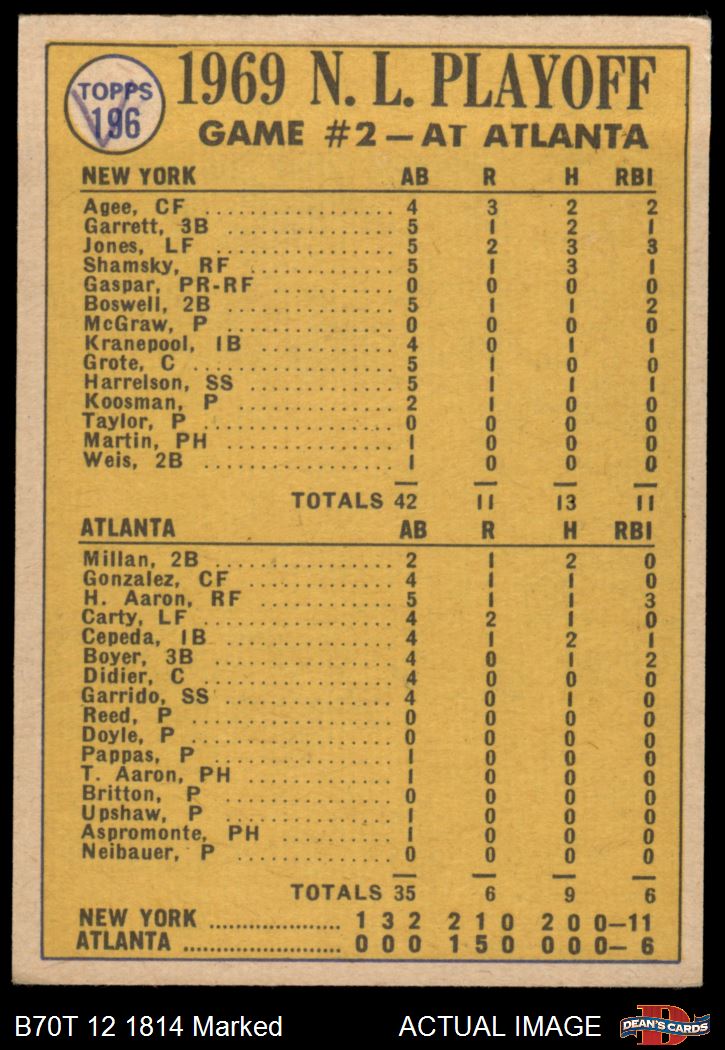 TOPPS
196
1969 N. L. PLAYOFF
GAME #2—AT ATLANTA
NEW YORK AB R H RBI
Agee, CF .................. 4 3 2 2
Garrett, 3B ................ 5 1 2 1
Jones, LF ................ 5 2 3 3
Shamsky, RF ............. 5 1 3 1
Gaspar, PR-RF ............ 0 0 0 0
Boswell, 2B ............... 5 1 1 2
McGraw, P ............... 0 0 0 0
Kranepool, 1B ............ 4 0 1 1
Grote, C .................. 5 1 0 0
Harrelson, SS ............. 5 1 1 1
Koosman, P .............. 2 1 0 0
Taylor, P .................. 0 0 0 0
Martin, PH ............... 1 0 0 0
Weis, 2B .................. 1 0 0 0
TOTALS 42 11 13 11
ATLANTA AB R H RBI
Millan, 2B ................ 2 1 2 0
Gonzalez, CF .............. 4 1 1 0
H. Aaron, RF ............ 5 1 1 3
Carty, LF ................. 4 2 1 0
Cepeda, 1B ............... 4 1 2 1
Boyer, 3B ................. 4 0 1 2
Didier, C ................. 4 0 0 0
Garrido, SS ............... 4 0 1 0
Reed, P ................... 0 0 0 0
Doyle, P .................. 0 0 0 0
Pappas, P ................. 1 0 0 0
T. Aaron, PH ............. 1 0 0 0
Britton, P ................ 0 0 0 0
Upshaw, P ................ 1 0 0 0
Aspromonte, PH .......... 1 0 0 0
Neibauer, P .............. 0 0 0 0
TOTALS 35 6 9 6
NEW YORK .................... 1 3 2 2 1 0 2 0 0—11
ATLANTA ........................ 0 0 0 1 5 0 0 0 0— 6
B70T 12 1814 Marked ACTUAL IMAGE
D
DEAN'S CARDS